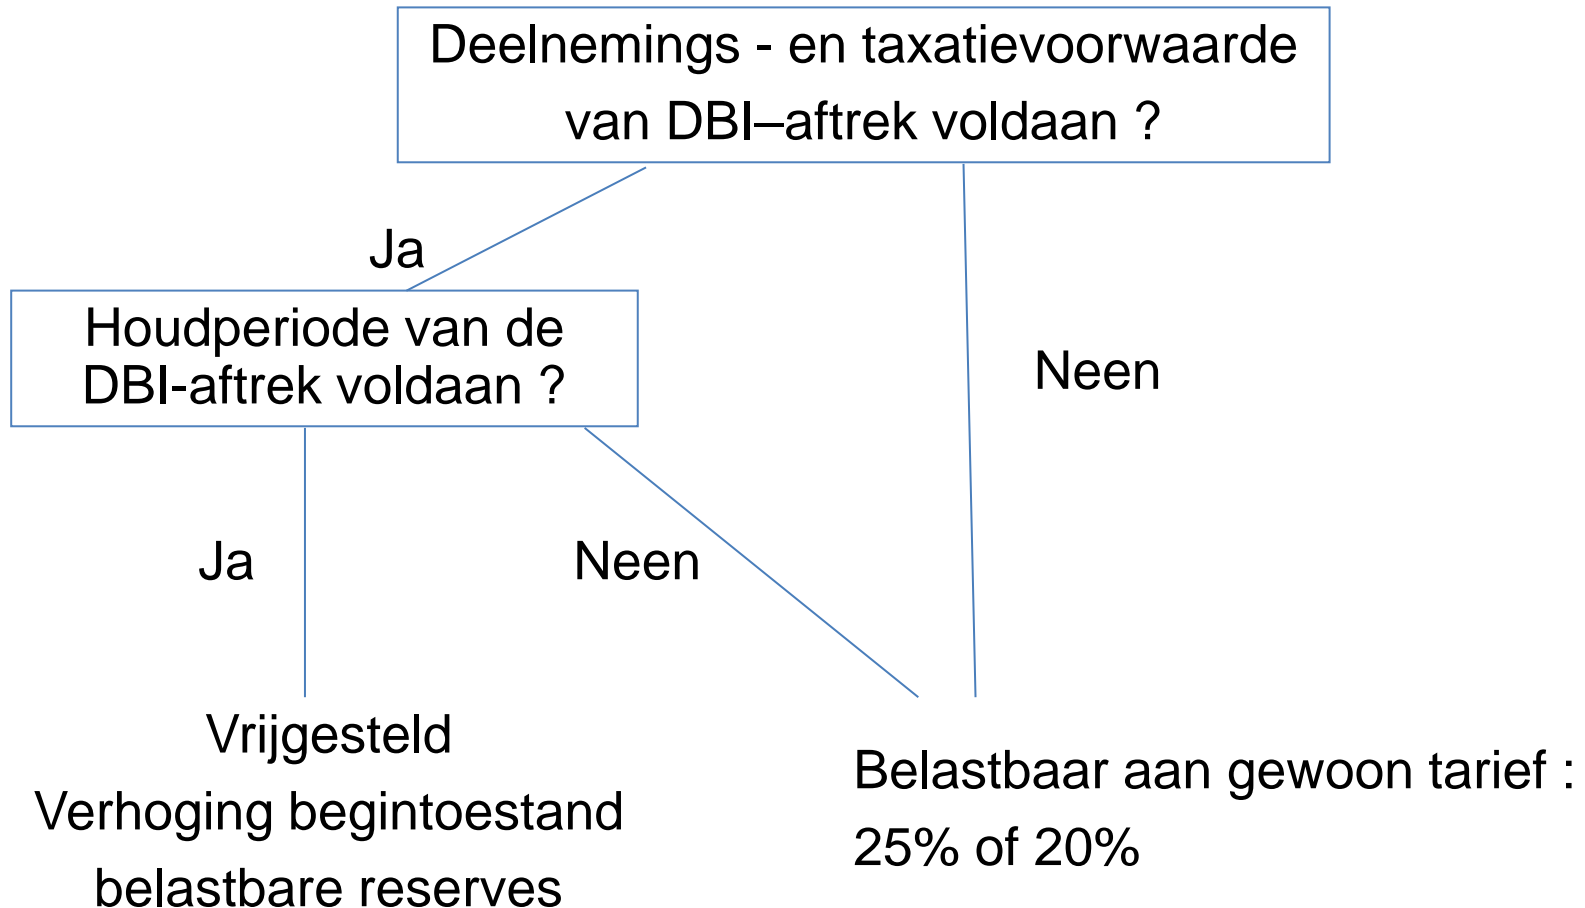 Deelnemings - en taxatievoorwaarde
van DBI–aftrek voldaan ?
Ja
Houdperiode van de
DBI-aftrek voldaan ?
Neen
Ja
Neen
Vrijgesteld
Verhoging begintoestand
belastbare reserves
Belastbaar aan gewoon tarief :
25% of 20%